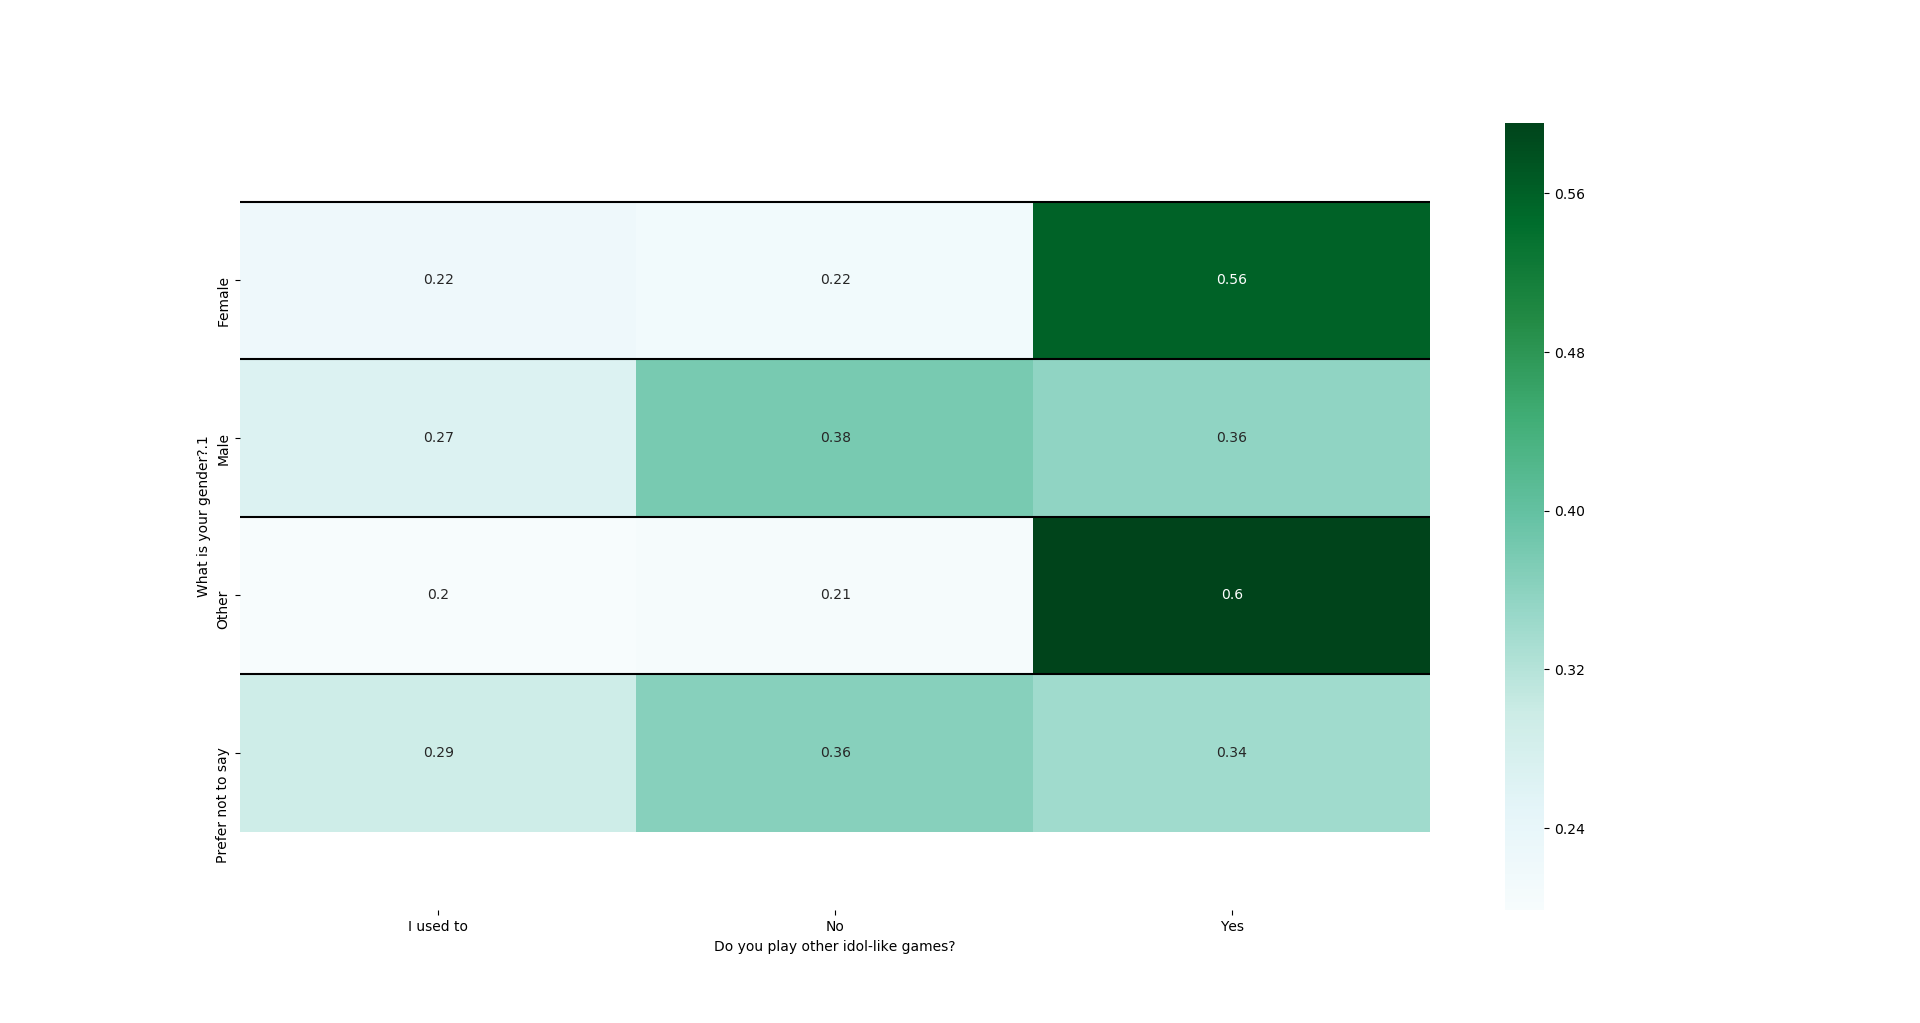 0.56
0.48
0.40
0.32
0.24
What is your gender?.1
Female
0.22 0.22 0.56
Male
0.27 0.38 0.36
Other
0.2 0.21 0.6
Prefer not to say
0.29 0.36 0.34
I used to No Yes
Do you play other idol-like games?